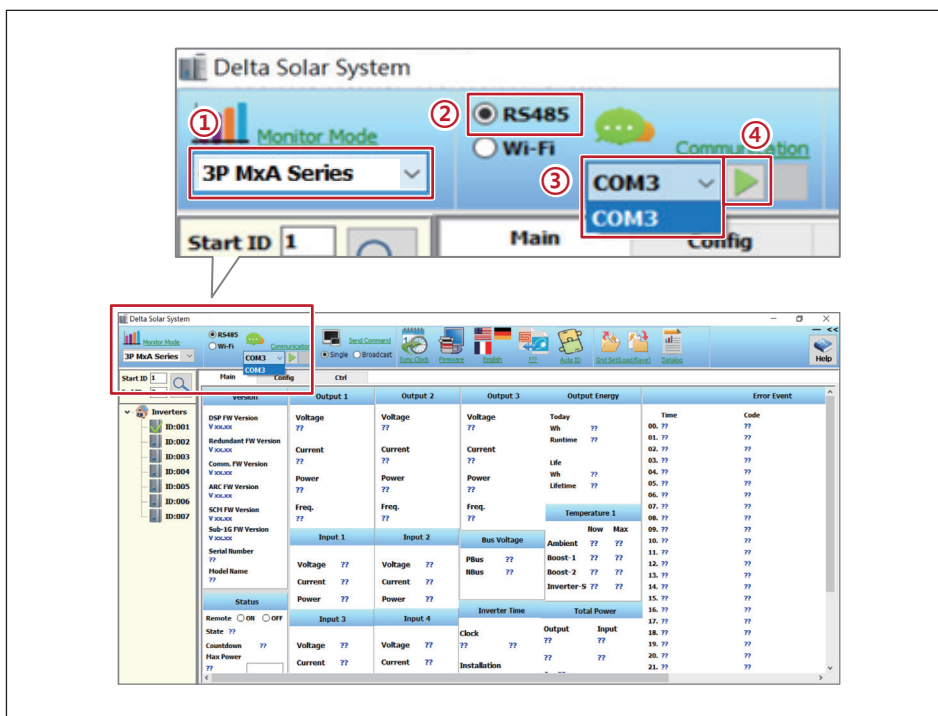 Delta Solar System
①
Monitor Mode
3P MxA Series
②
RS485
Wi-Fi
③
④
Communication
COM3
COM3
Start ID 1
Main
Config
Delta Solar System
Monitor Mode
3P MxA Series
RS485
Wi-Fi
COM3
COM3
Send Command
Single
Broadcast
Sync Clock
Firmware
English
???
Auto ID
Grid Set(Load/Save)
Datalog
<<
Help
Start ID 1
Main
Config
Ctrl
Inverters
ID:001
ID:002
ID:003
ID:004
ID:005
ID:006
ID:007
Version
DSP FW Version
V xx.xx
Redundant FW Version
V xx.xx
Comm. FW Version
V xx.xx
ARC FW Version
V xx.xx
SCM FW Version
V xx.xx
Sub-1G FW Version
V xx.xx
Serial Number
??
Model Name
??
Status
Remote ON OFF
State ??
Countdown ??
Max Power
??
Output 1
Voltage
??
Current
??
Power
??
Freq.
??
Output 2
Voltage
??
Current
??
Power
??
Freq.
??
Output 3
Voltage
??
Current
??
Power
??
Freq.
??
Input 1
Voltage ??
Current ??
Power ??
Input 2
Voltage ??
Current ??
Power ??
Input 3
Voltage ??
Current ??
Input 4
Voltage ??
Current ??
Bus Voltage
PBus ??
NBus ??
Inverter Time
Clock
?? ??
Installation
Output Energy
Today
Wh ??
Runtime ??
Life
Wh ??
Lifetime ??
Temperature 1
Now Max
Ambient ?? ??
Boost-1 ?? ??
Boost-2 ?? ??
Inverter-S ?? ??
Total Power
Output Input
?? ??
?? ??
Error Event
Time Code
00. ?? ??
01. ?? ??
02. ?? ??
03. ?? ??
04. ?? ??
05. ?? ??
06. ?? ??
07. ?? ??
08. ?? ??
09. ?? ??
10. ?? ??
11. ?? ??
12. ?? ??
13. ?? ??
14. ?? ??
15. ?? ??
16. ?? ??
17. ?? ??
18. ?? ??
19. ?? ??
20. ?? ??
21. ?? ??